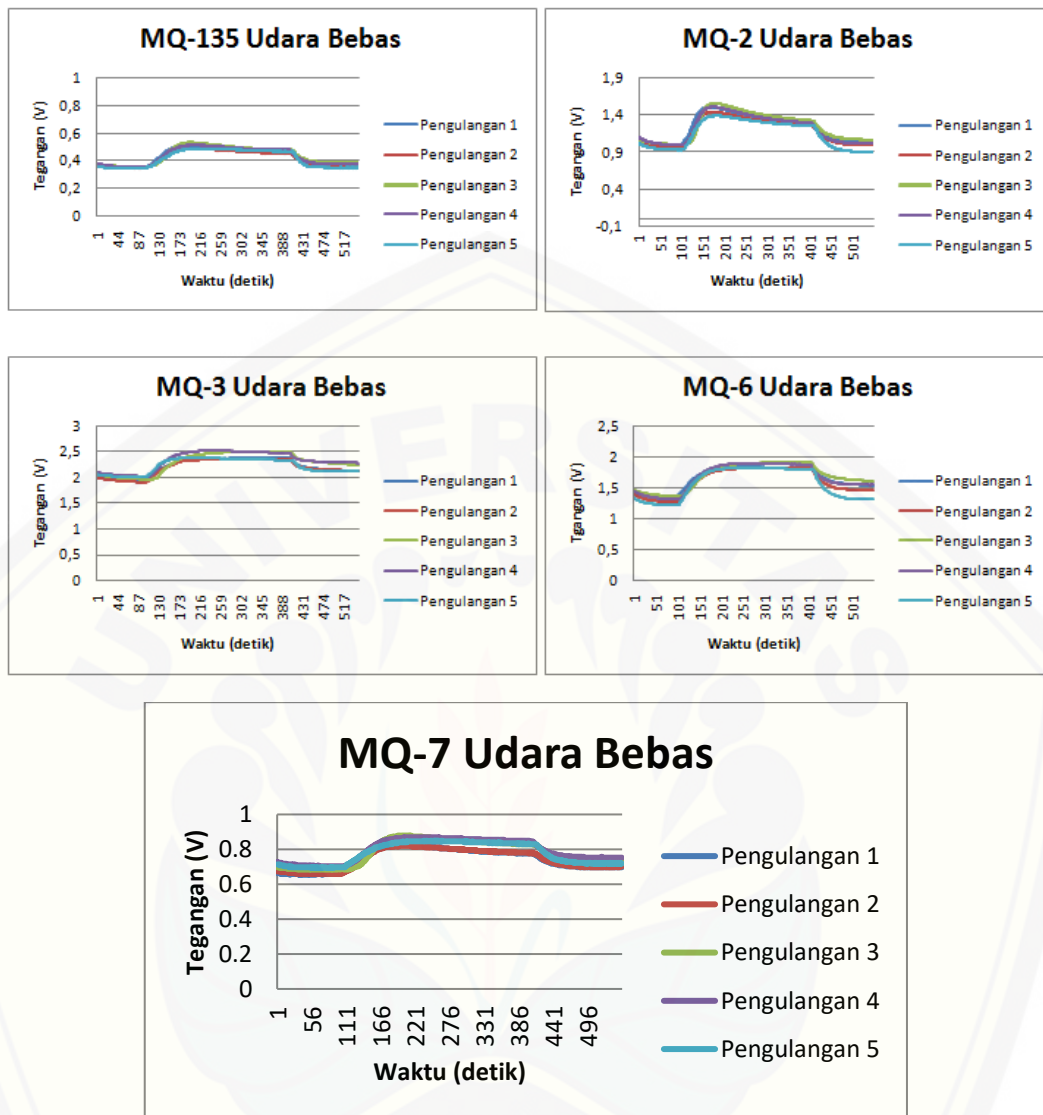 MQ-135 Udara Bebas
Tegangan (V)
1
0,8
0,6
0,4
0,2
0
1 44 87 130 173 216 259 302 345 388 431 474 517
Waktu (detik)
Pengulangan 1
Pengulangan 2
Pengulangan 3
Pengulangan 4
Pengulangan 5
MQ-2 Udara Bebas
Tegangan (V)
1,9
1,4
0,9
0,4
-0,1
1 51 101 151 201 251 301 351 401 451 501
Waktu (detik)
Pengulangan 1
Pengulangan 2
Pengulangan 3
Pengulangan 4
Pengulangan 5
MQ-3 Udara Bebas
Tegangan (V)
3
2,5
2
1,5
1
0,5
0
1 44 87 130 173 216 259 302 345 388 431 474 517
Waktu (detik)
Pengulangan 1
Pengulangan 2
Pengulangan 3
Pengulangan 4
Pengulangan 5
MQ-6 Udara Bebas
Tgangan (V)
2,5
2
1,5
1
0,5
0
1 51 101 151 201 251 301 351 401 451 501
Waktu (detik)
Pengulangan 1
Pengulangan 2
Pengulangan 3
Pengulangan 4
Pengulangan 5
MQ-7 Udara Bebas
Tegangan (V)
1
0.8
0.6
0.4
0.2
0
1 56 111 166 221 276 331 386 441 496
Waktu (detik)
Pengulangan 1
Pengulangan 2
Pengulangan 3
Pengulangan 4
Pengulangan 5
UNIVERSITAS